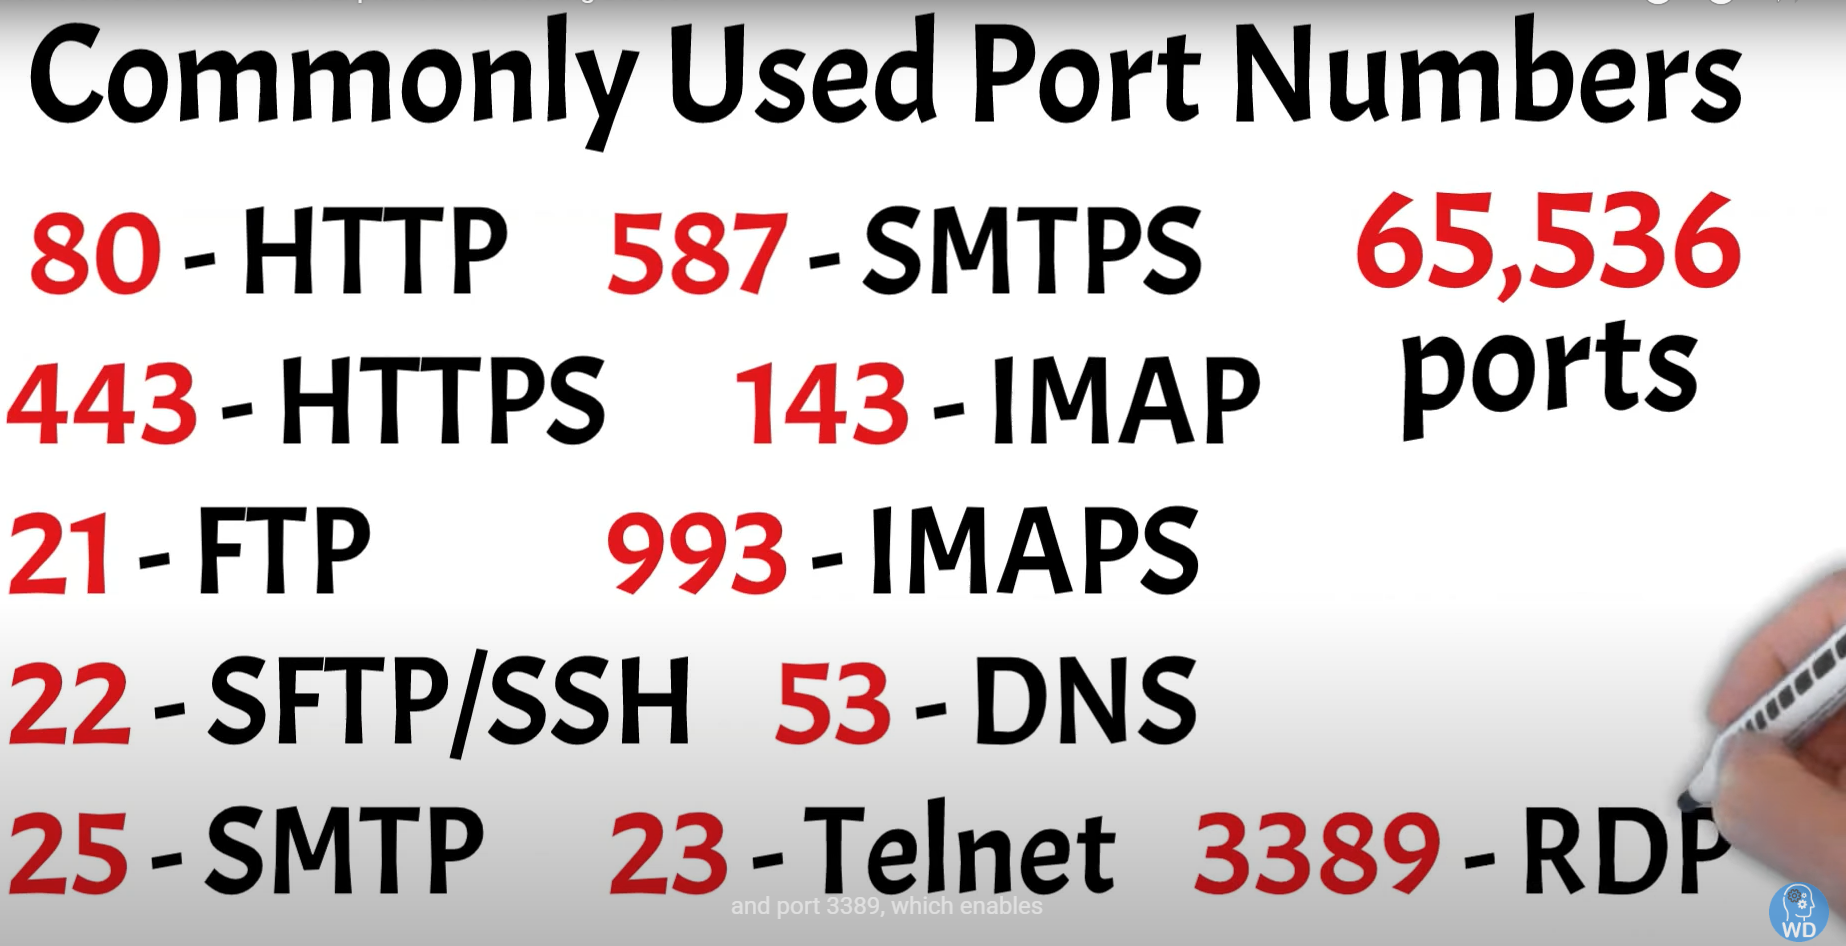 Commonly Used Port Numbers
80 - HTTP
587 - SMTPS
65,536
ports
443 - HTTPS
143 - IMAP
21 - FTP
993 - IMAPS
22 - SFTP/SSH
53 - DNS
25 - SMTP
23 - Telnet
3389 - RDP
and port 3389, which enables
WD